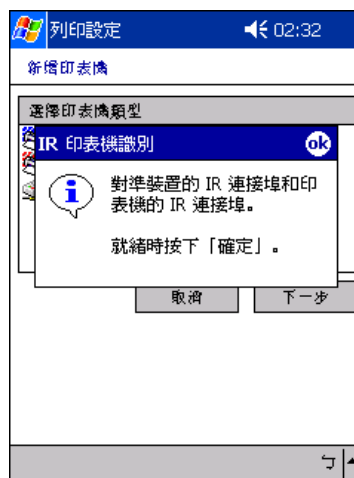 列印設定 02:32
新增印表機
選擇印表機類型
IR 印表機識別 ok
對準裝置的 IR 連接埠和印
表機的 IR 連接埠。
就緒時按下「確定」。
取消 下一步
ㄅ